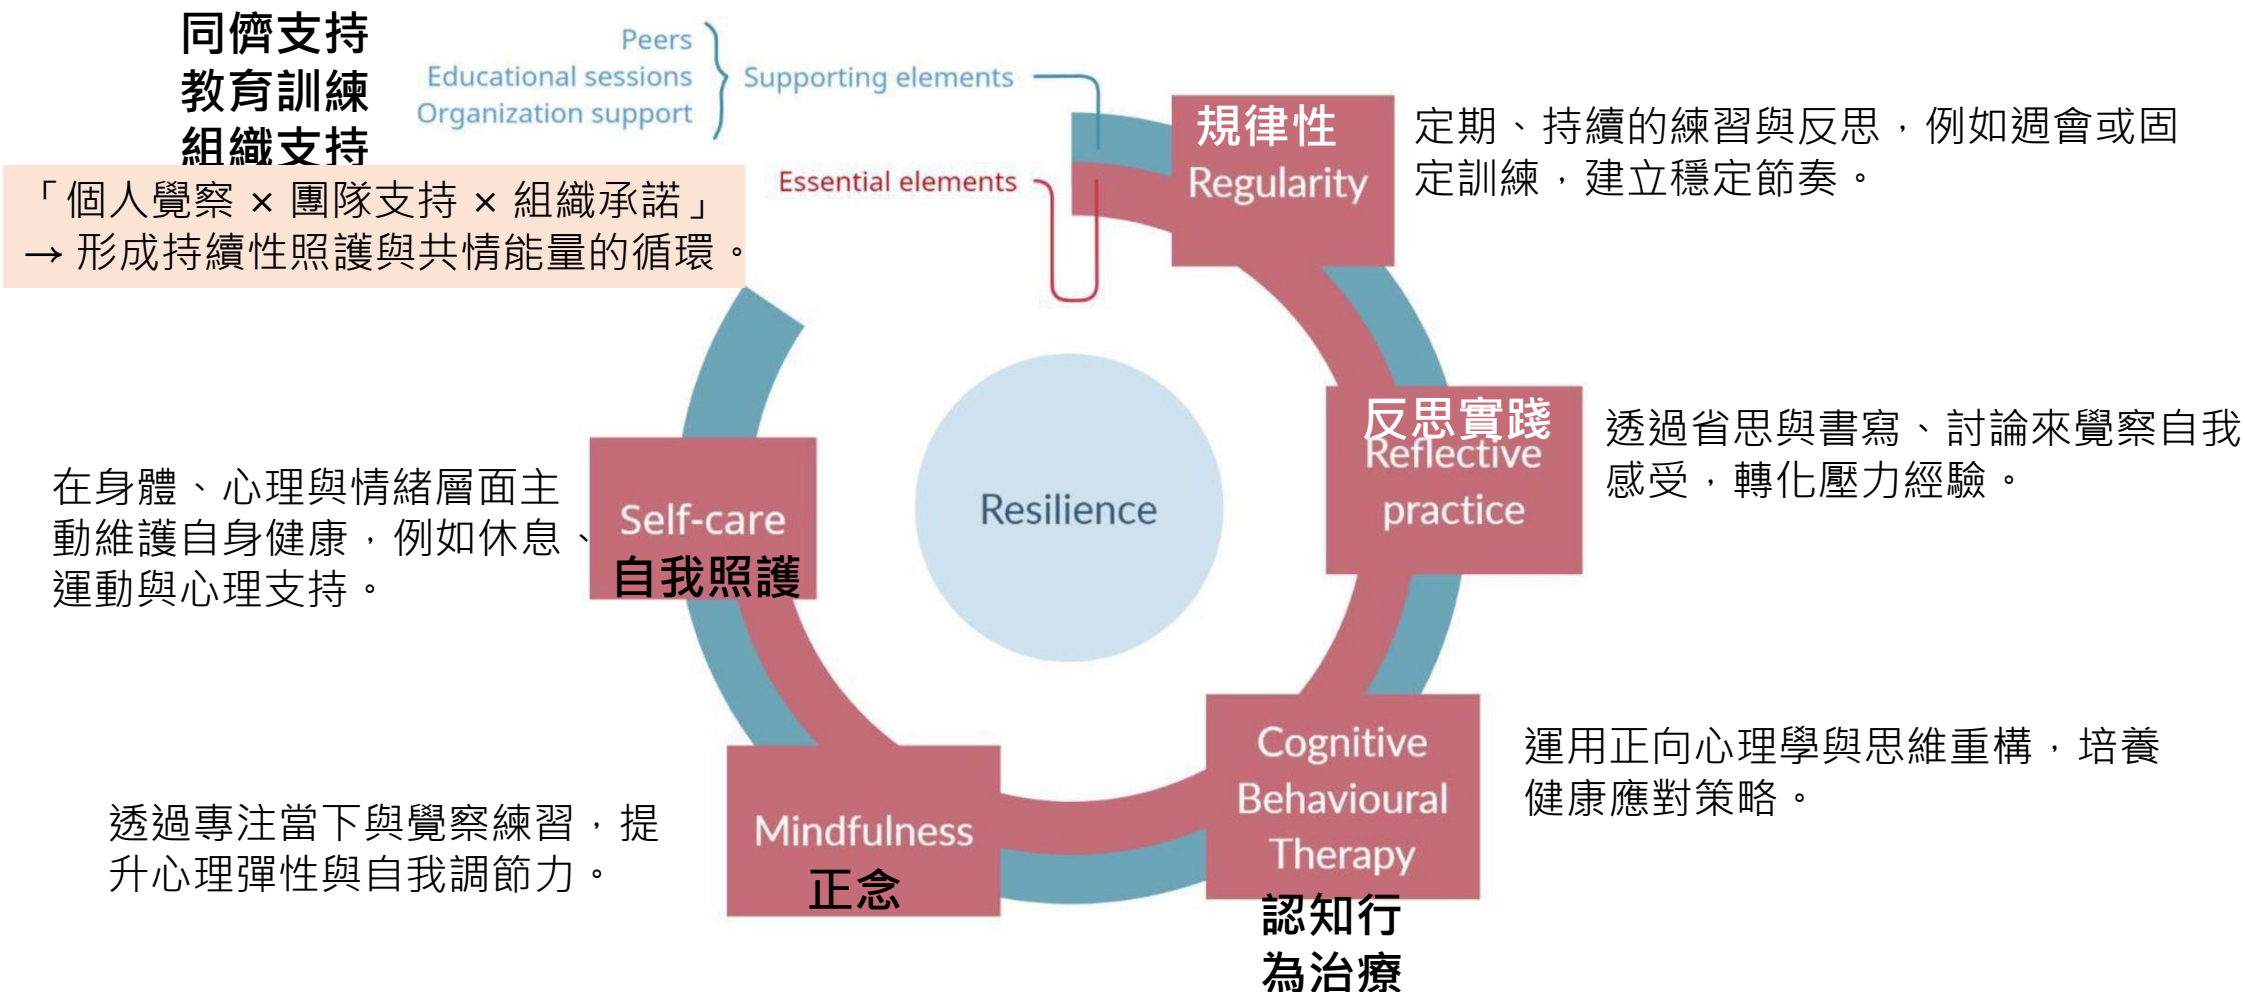 同儕支持
教育訓練
組織支持
Peers
Educational sessions
Organization support
Supporting elements
Essential elements
「個人覺察 × 團隊支持 × 組織承諾」
→ 形成持續性照護與共情能量的循環。
規律性
Regularity
定期、持續的練習與反思，例如週會或固
定訓練，建立穩定節奏。
反思實踐
Reflective
practice
透過省思與書寫、討論來覺察自我
感受，轉化壓力經驗。
Resilience
在身體、心理與情緒層面主
動維護自身健康，例如休息、
運動與心理支持。
Self-care
自我照護
Cognitive
Behavioural
Therapy
認知行
為治療
運用正向心理學與思維重構，培養
健康應對策略。
透過專注當下與覺察練習，提
升心理彈性與自我調節力。
Mindfulness
正念